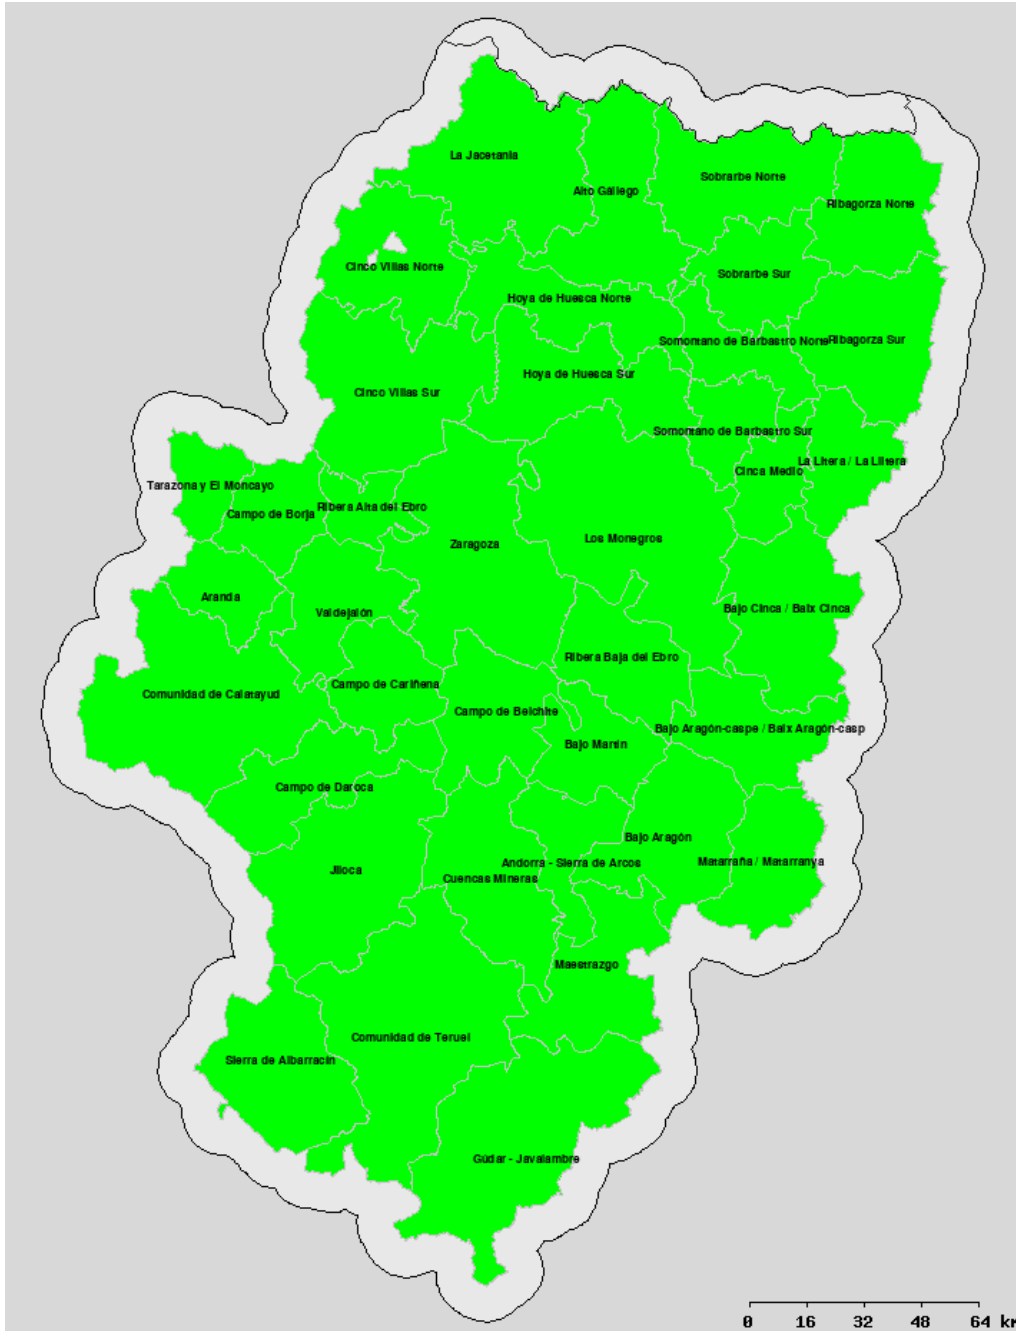 La Jacetania
Sobrarbe Norte
Alto Gállego
Ribagorza Norte
Cinco Villas Norte
Sobrarbe Sur
Hoya de Huesca Norte
Somontano de Barbastro Norte
Ribagorza Sur
Hoya de Huesca Sur
Cinco Villas Sur
Somontano de Barbastro Sur
La Litera / La Llitera
Cinca Medio
Tarazona y El Moncayo
Ribera Alta del Ebro
Campo de Borja
Los Monegros
Zaragoza
Aranda
Bajo Cinca / Baix Cinca
Valdejalón
Ribera Baja del Ebro
Campo de Cariñena
Comunidad de Calatayud
Campo de Belchite
Bajo Aragón-caspe / Baix Aragón-casp
Bajo Martín
Campo de Daroca
Bajo Aragón
Matarraña / Matarranya
Andorra - Sierra de Arcos
Jiloca
Cuencas Mineras
Maestrazgo
Comunidad de Teruel
Sierra de Albarracín
Gúdar - Javalambre
0 16 32 48 64 km